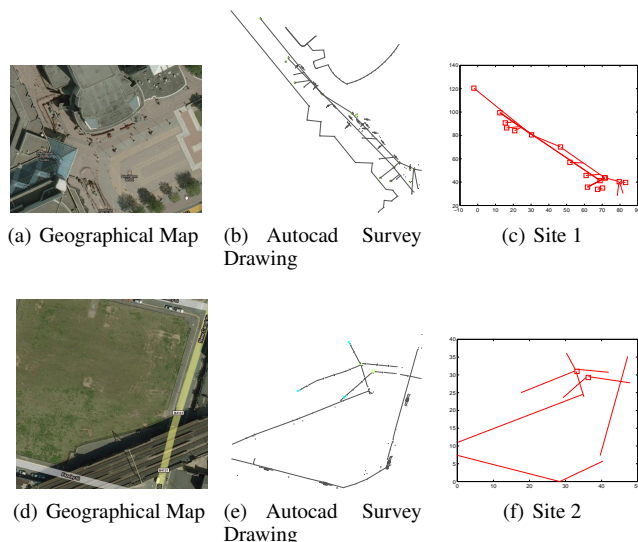 140
120
100
80
60
40
20
−10 0 10 20 30 40 50 60 70 80 90
(a) Geographical Map
(b) Autocad Survey
Drawing
(c) Site 1
40
35
30
25
20
15
10
5
0
0 10 20 30 40 50
(d) Geographical Map
(e) Autocad Survey
Drawing
(f) Site 2